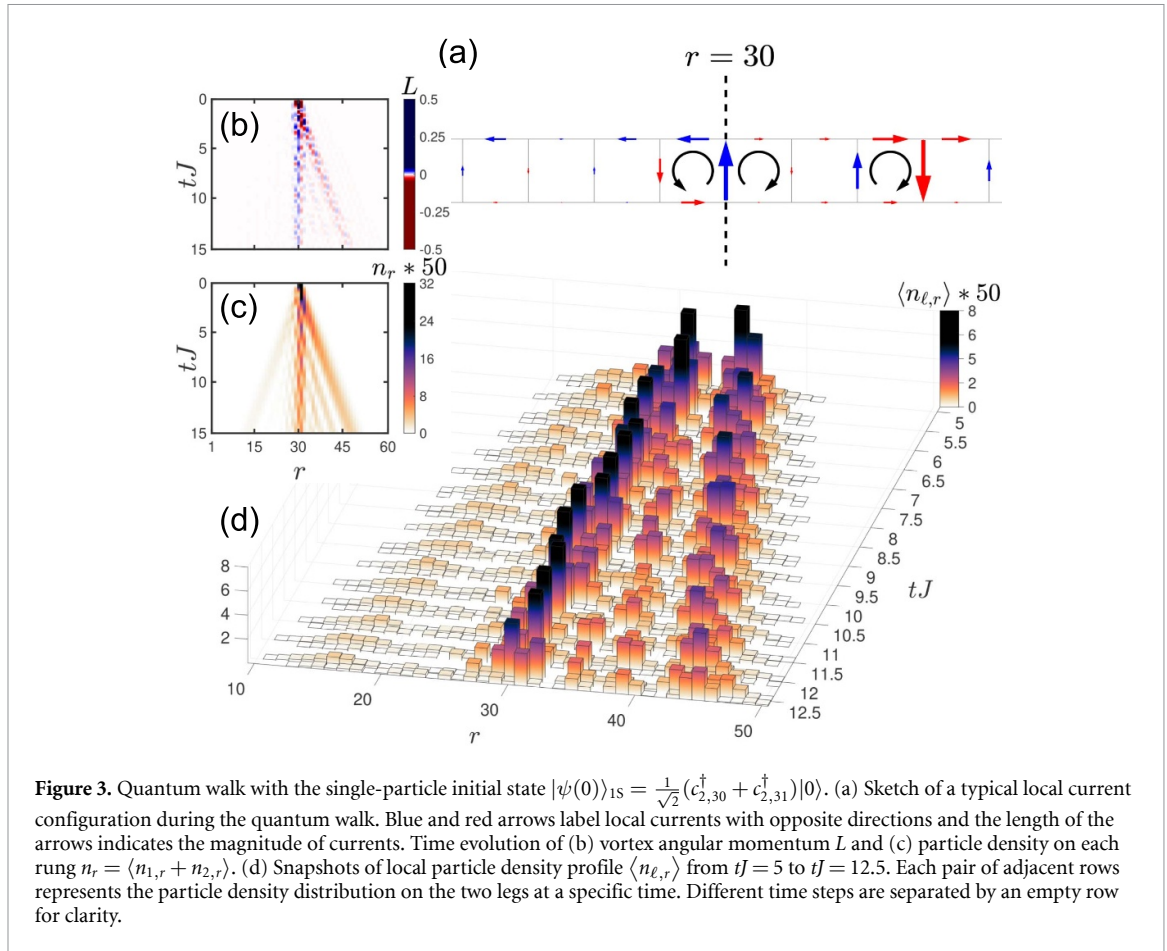 (a)
r = 30
L
(b)
0
5
10
15
tJ
0.5
0.25
0
-0.25
-0.5
n_r * 50
(c)
0
5
10
15
tJ
1 15 30 45 60
r
32
24
16
8
0
⟨n_{ℓ,r}⟩ * 50
8
6
5
2
0
(d)
8
6
4
2
10
20
30
40
50
r
5
5.5
6
6.5
7
7.5
8
8.5
9
9.5
10
10.5
11
11.5
12
12.5
tJ
Figure 3. Quantum walk with the single-particle initial state |ψ(0)⟩_{1S} = \frac{1}{\sqrt{2}}(c^†_{2,30} + c^†_{2,31})|0⟩. (a) Sketch of a typical local current
configuration during the quantum walk. Blue and red arrows label local currents with opposite directions and the length of the
arrows indicates the magnitude of currents. Time evolution of (b) vortex angular momentum L and (c) particle density on each
rung n_r = ⟨n_{1,r} + n_{2,r}⟩. (d) Snapshots of local particle density profile ⟨n_{ℓ,r}⟩ from tJ = 5 to tJ = 12.5. Each pair of adjacent rows
represents the particle density distribution on the two legs at a specific time. Different time steps are separated by an empty row
for clarity.